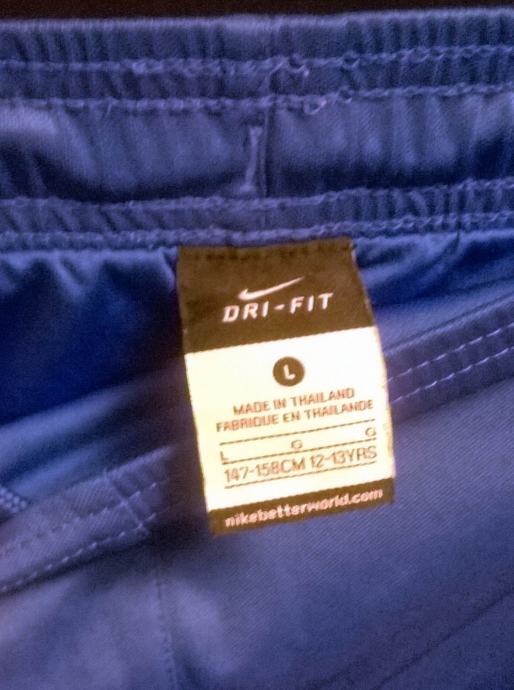 DRI-FIT
L
MADE IN THAILAND
FABRIQUE EN THAILANDE
L G G
147-158CM 12-13YRS
nikebetterworld.com